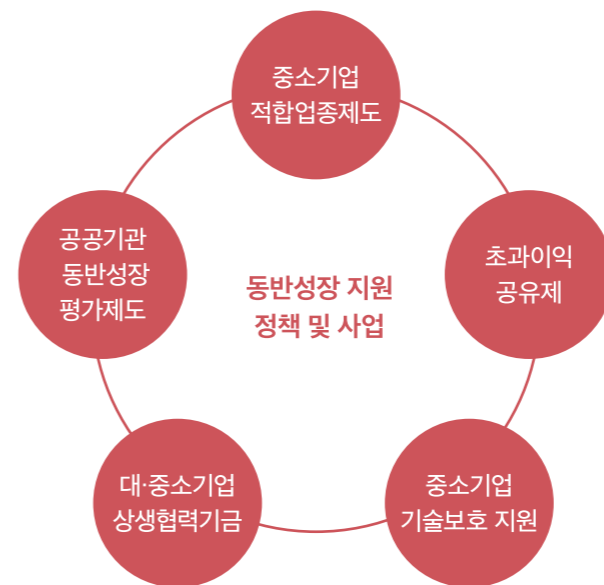 중소기업
적합업종제도
공공기관
동반성장
평가제도
초과이익
공유제
동반성장 지원
정책 및 사업
대·중소기업
상생협력기금
중소기업
기술보호 지원